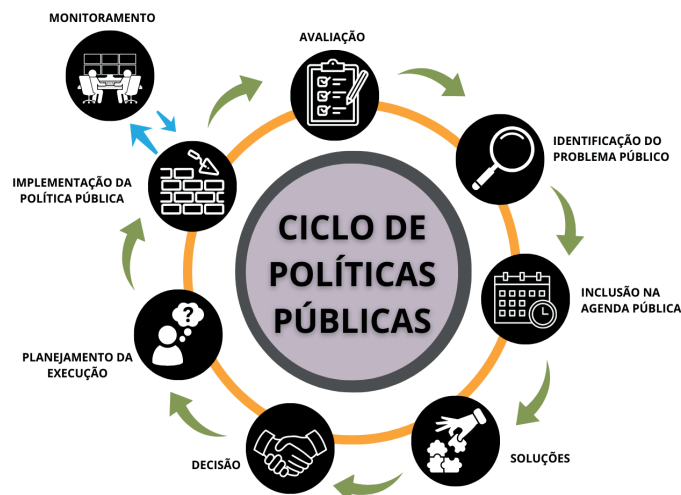 MONITORAMENTO
AVALIAÇÃO
IDENTIFICAÇÃO DO
PROBLEMA PÚBLICO
IMPLEMENTAÇÃO DA
POLÍTICA PÚBLICA
CICLO DE
POLÍTICAS
PÚBLICAS
INCLUSÃO NA
AGENDA PÚBLICA
?
PLANEJAMENTO DA
EXECUÇÃO
DECISÃO
SOLUÇÕES